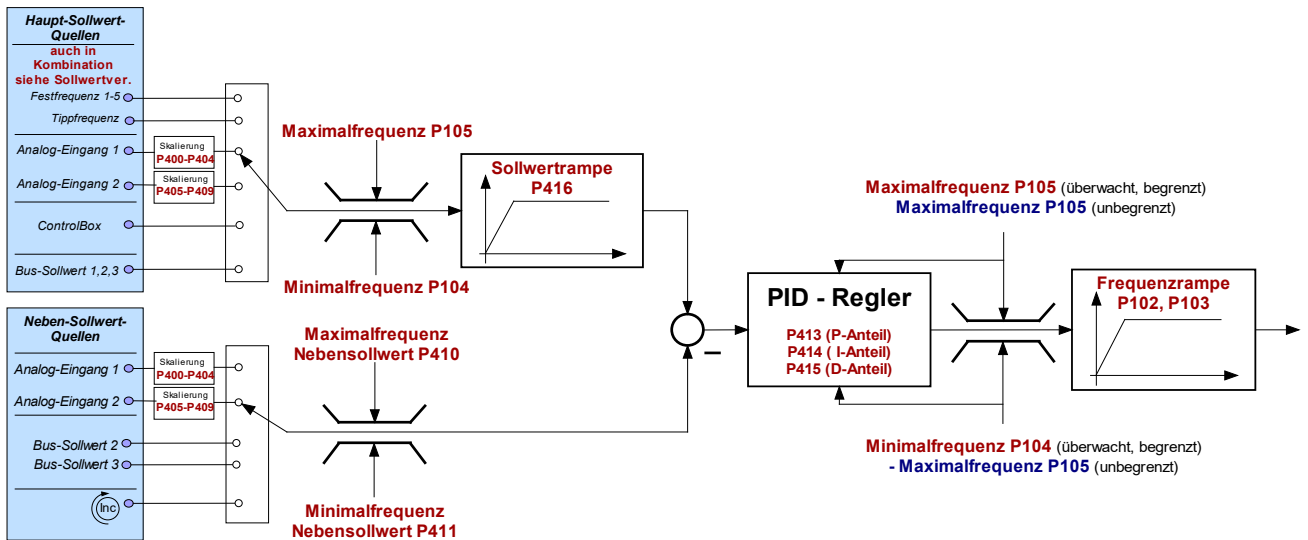 Haupt-Sollwert-
Quellen
auch in
Kombination
siehe Sollwertver.
Festfrequenz 1-5
Tippfrequenz
Analog-Eingang 1
Skalierung
P400-P404
Analog-Eingang 2
Skalierung
P405-P409
ControlBox
Bus-Sollwert 1,2,3
Maximalfrequenz P105
Minimalfrequenz P104
Sollwertrampe
P416
Neben-Sollwert-
Quellen
Analog-Eingang 1
Skalierung
P400-P404
Analog-Eingang 2
Skalierung
P405-P409
Bus-Sollwert 2
Bus-Sollwert 3
Inc
Maximalfrequenz
Nebensollwert P410
Minimalfrequenz
Nebensollwert P411
–
PID - Regler
P413 (P-Anteil)
P414 ( I-Anteil)
P415 (D-Anteil)
Maximalfrequenz P105 (überwacht, begrenzt)
Maximalfrequenz P105 (unbegrenzt)
Minimalfrequenz P104 (überwacht, begrenzt)
- Maximalfrequenz P105 (unbegrenzt)
Frequenzrampe
P102, P103